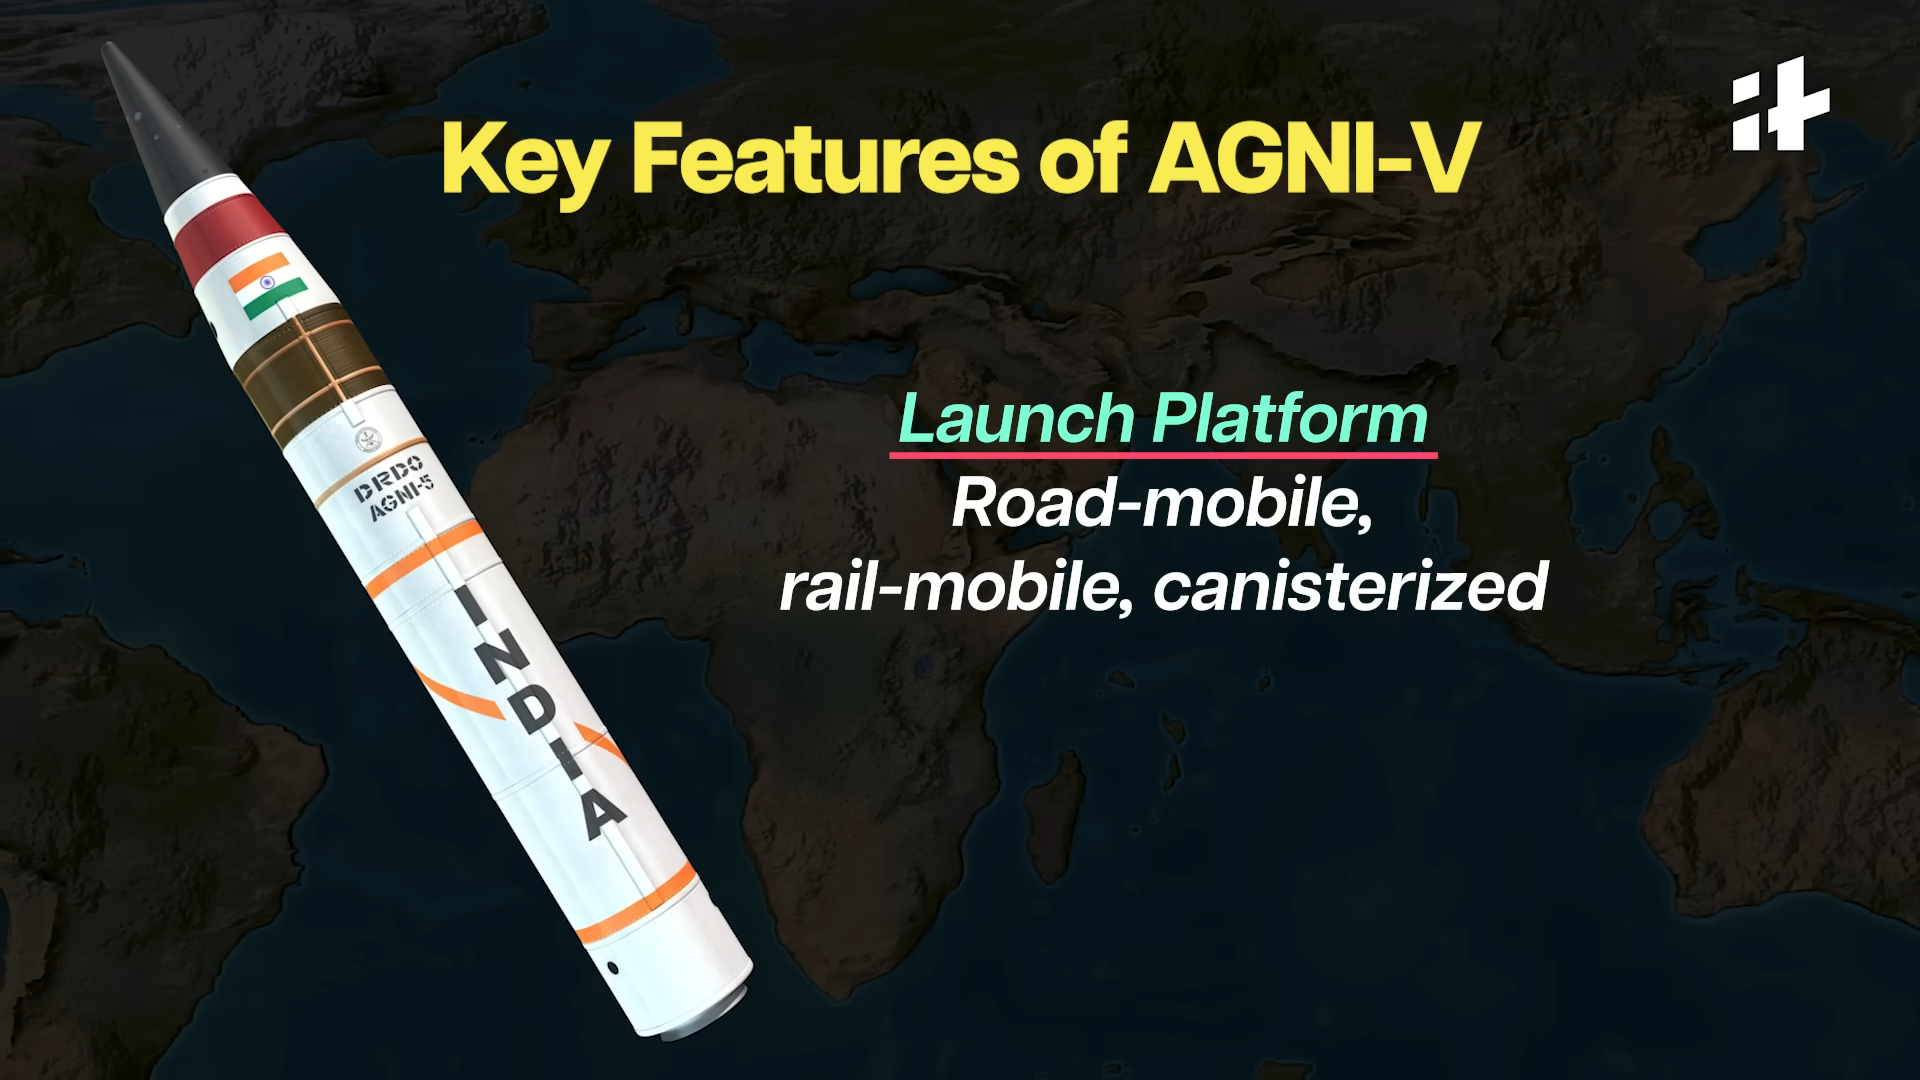 Key Features of AGNI-V
Launch Platform
Road-mobile,
rail-mobile, canisterized
DRDO
AGNI-5
INDIA